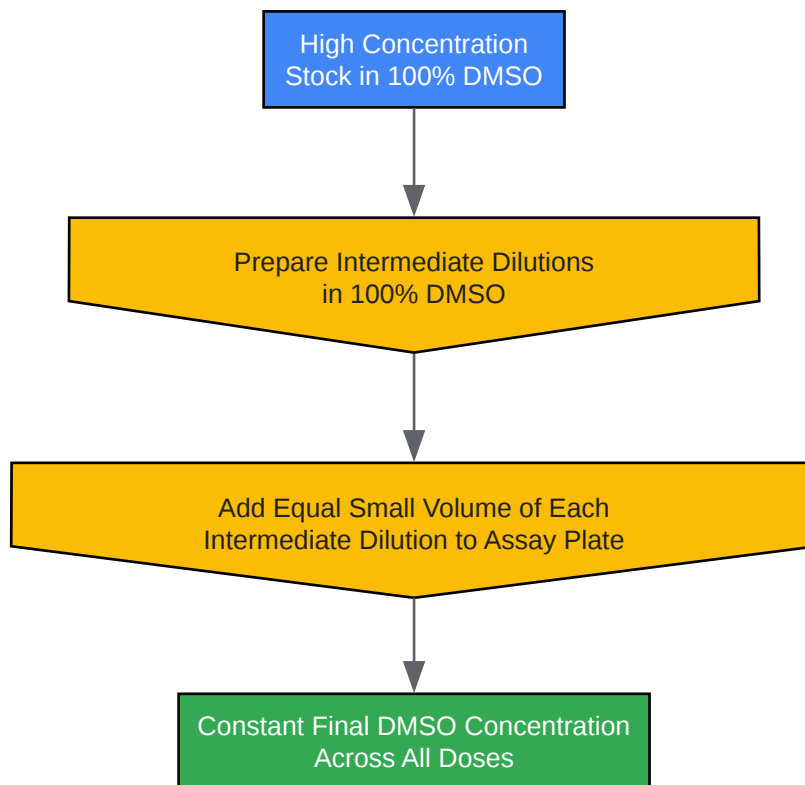 High Concentration
Stock in 100% DMSO
Prepare Intermediate Dilutions
in 100% DMSO
Add Equal Small Volume of Each
Intermediate Dilution to Assay Plate
Constant Final DMSO Concentration
Across All Doses